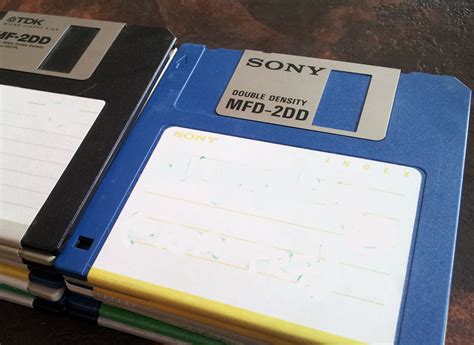 TDK
MF-2DD
SONY
DOUBLE DENSITY
MFD-2DD
SONY
INDEX